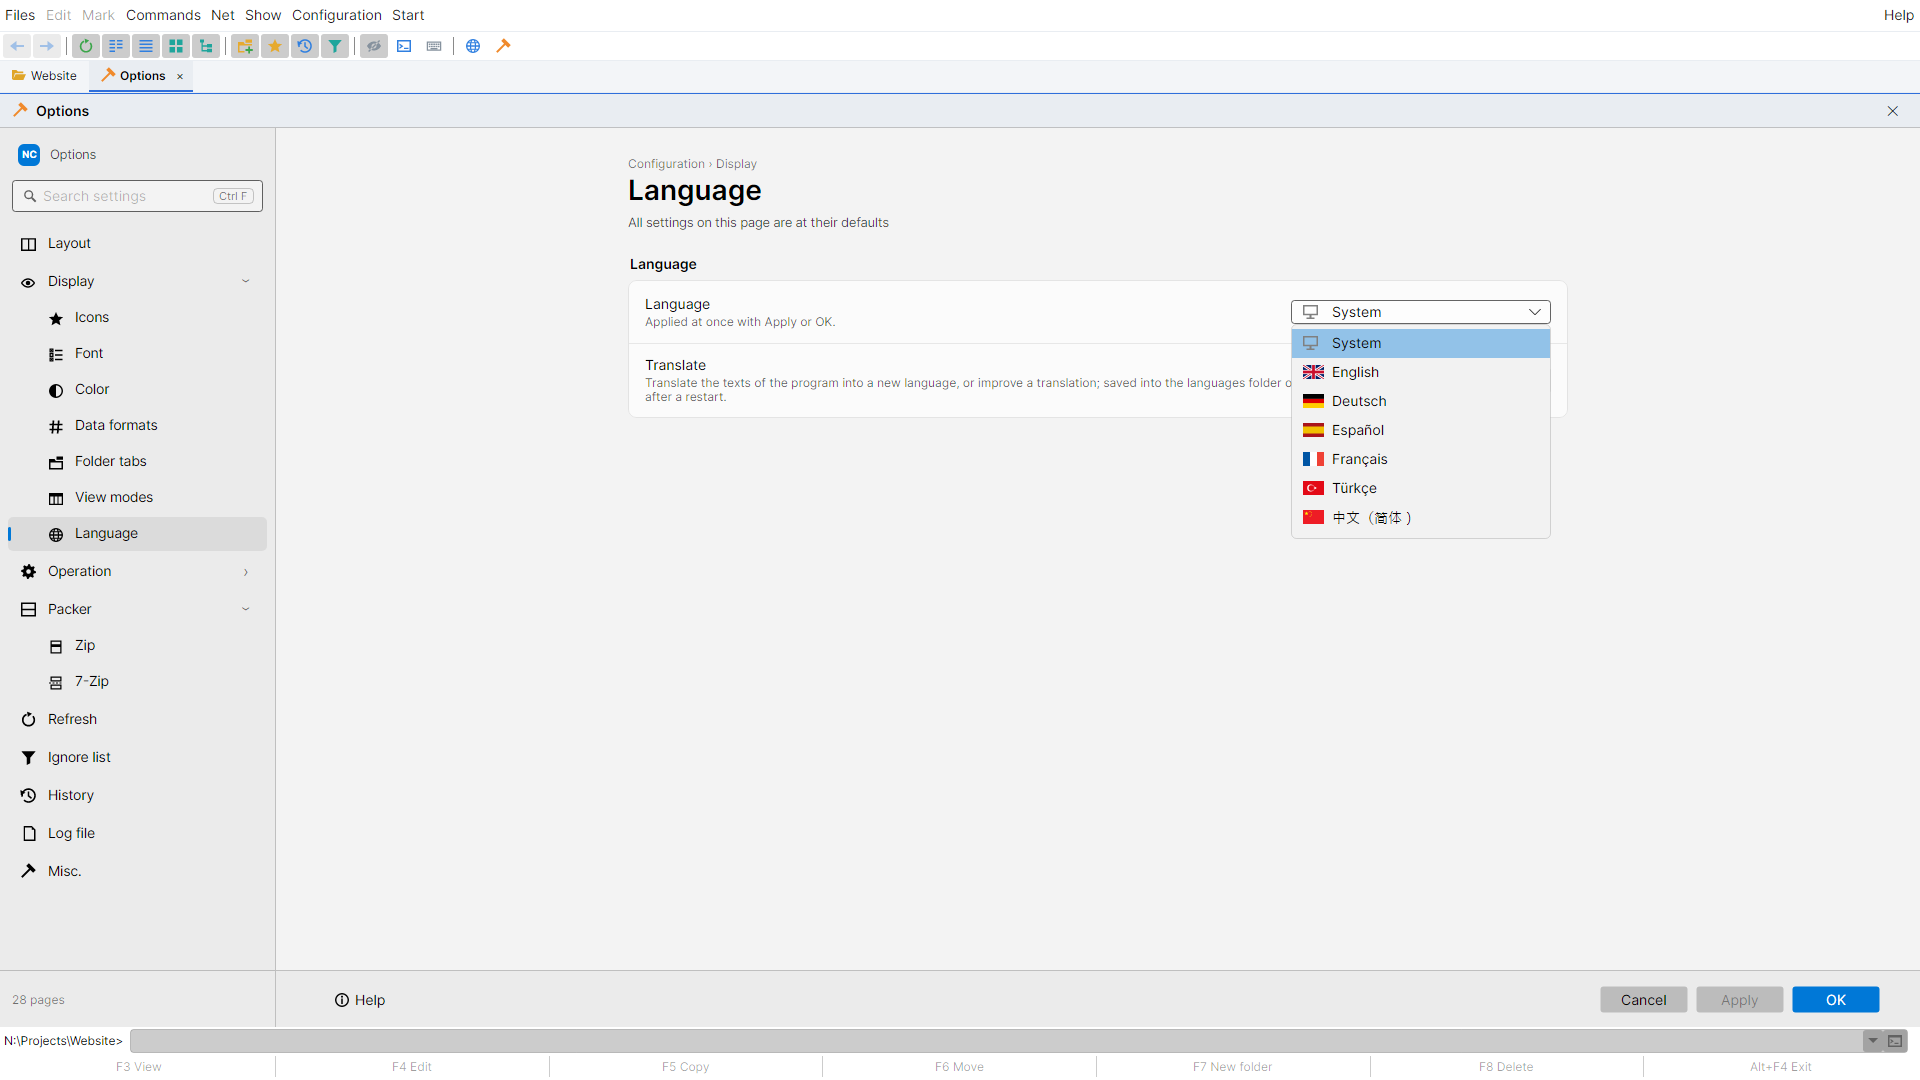 Files Edit Mark Commands Net Show Configuration Start Help
Website Options
Options
NC Options
Search settings Ctrl F
Layout
Display
Icons
Font
Color
Data formats
Folder tabs
View modes
Language
Operation
Packer
Zip
7-Zip
Refresh
Ignore list
History
Log file
Misc.
28 pages
Configuration › Display
Language
All settings on this page are at their defaults
Language
Language
Applied at once with Apply or OK.
System
Translate
Translate the texts of the program into a new language, or improve a translation; saved into the languages folder
after a restart.
System
English
Deutsch
Español
Français
Türkçe
中文（简体）
Help
Cancel Apply OK
N:\Projects\Website>
F3 View F4 Edit F5 Copy F6 Move F7 New folder F8 Delete Alt+F4 Exit